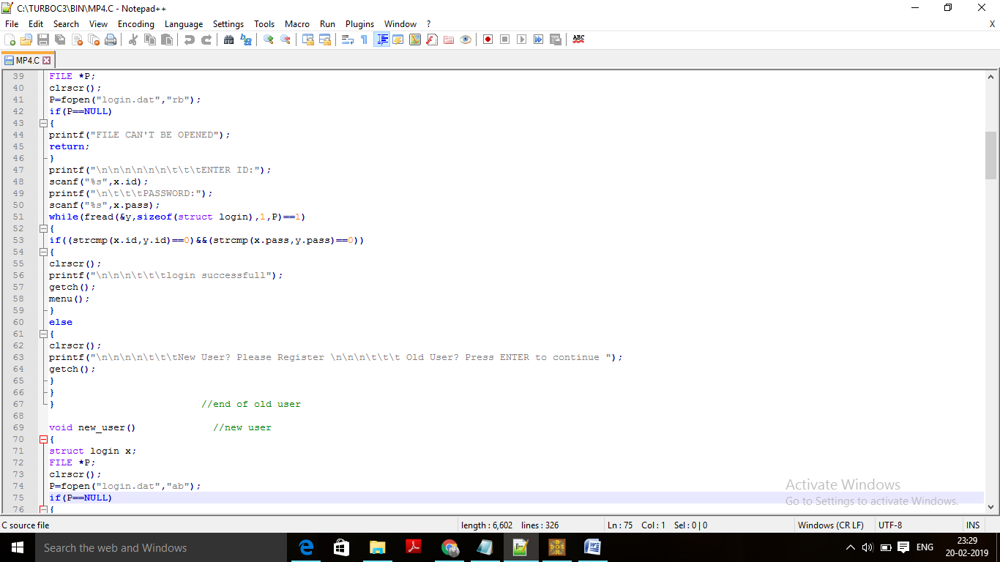 C:\TURBOC3\BIN\MP4.C - Notepad++
File Edit Search View Encoding Language Settings Tools Macro Run Plugins Window ? X
ABC
MP4.C
39 FILE *P;
40 clrscr();
41 P=fopen("login.dat","rb");
42 if(P==NULL)
43 {
44 printf("FILE CAN'T BE OPENED");
45 return;
46 }
47 printf("\n\n\n\n\n\n\t\t\tENTER ID:");
48 scanf("%s",x.id);
49 printf("\n\t\t\tPASSWORD:");
50 scanf("%s",x.pass);
51 while(fread(&y,sizeof(struct login),1,P)==1)
52 {
53 if((strcmp(x.id,y.id)==0)&&(strcmp(x.pass,y.pass)==0))
54 {
55 clrscr();
56 printf("\n\n\n\t\t\tlogin successfull");
57 getch();
58 menu();
59 }
60 else
61 {
62 clrscr();
63 printf("\n\n\n\n\t\t\tNew User? Please Register \n\n\n\t\t\t Old User? Press ENTER to continue ");
64 getch();
65 }
66 }
67 } //end of old user
68
69 void new_user() //new user
70 {
71 struct login x;
72 FILE *P;
73 clrscr();
74 P=fopen("login.dat","ab");
75 if(P==NULL)
76 {
Activate Windows
Go to Settings to activate Windows.
C source file length : 6,602 lines : 326 Ln : 75 Col : 1 Sel : 0 | 0 Windows (CR LF) UTF-8 INS
Search the web and Windows
ENG
23:29
20-02-2019